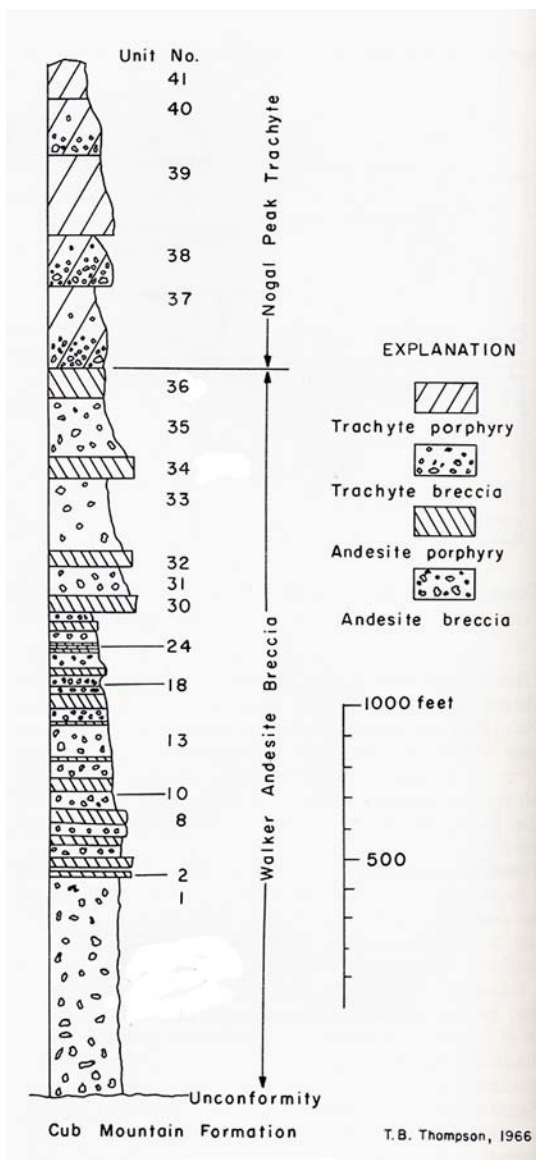 Unit No.
41
40
39
38
37
36
35
34
33
32
31
30
24
18
13
10
8
2
1
Nogal Peak Trachyte
Walker Andesite Breccia
EXPLANATION
Trachyte porphyry
Trachyte breccia
Andesite porphyry
Andesite breccia
1000 feet
500
Unconformity
Cub Mountain Formation
T.B. Thompson, 1966